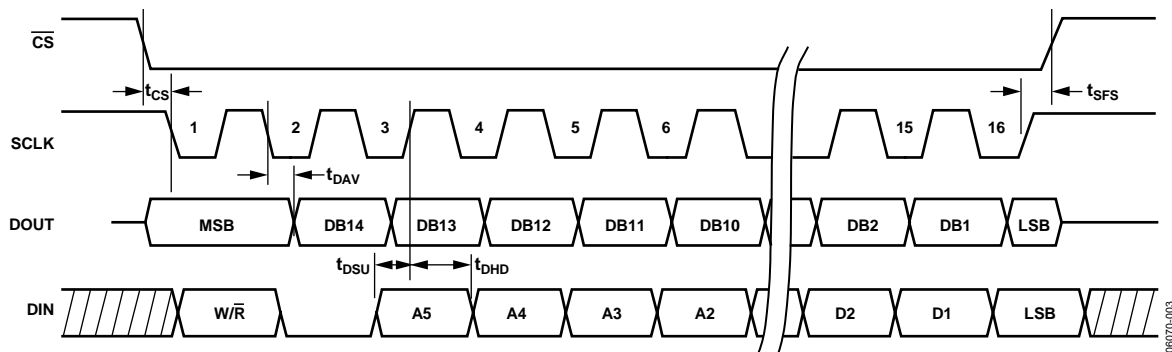 CS
tCS
tSFS
SCLK
1 2 3 4 5 6 15 16
tDAV
DOUT
MSB DB14 DB13 DB12 DB11 DB10 DB2 DB1 LSB
tDSU tDHD
DIN
W/R A5 A4 A3 A2 D2 D1 LSB
06070-003